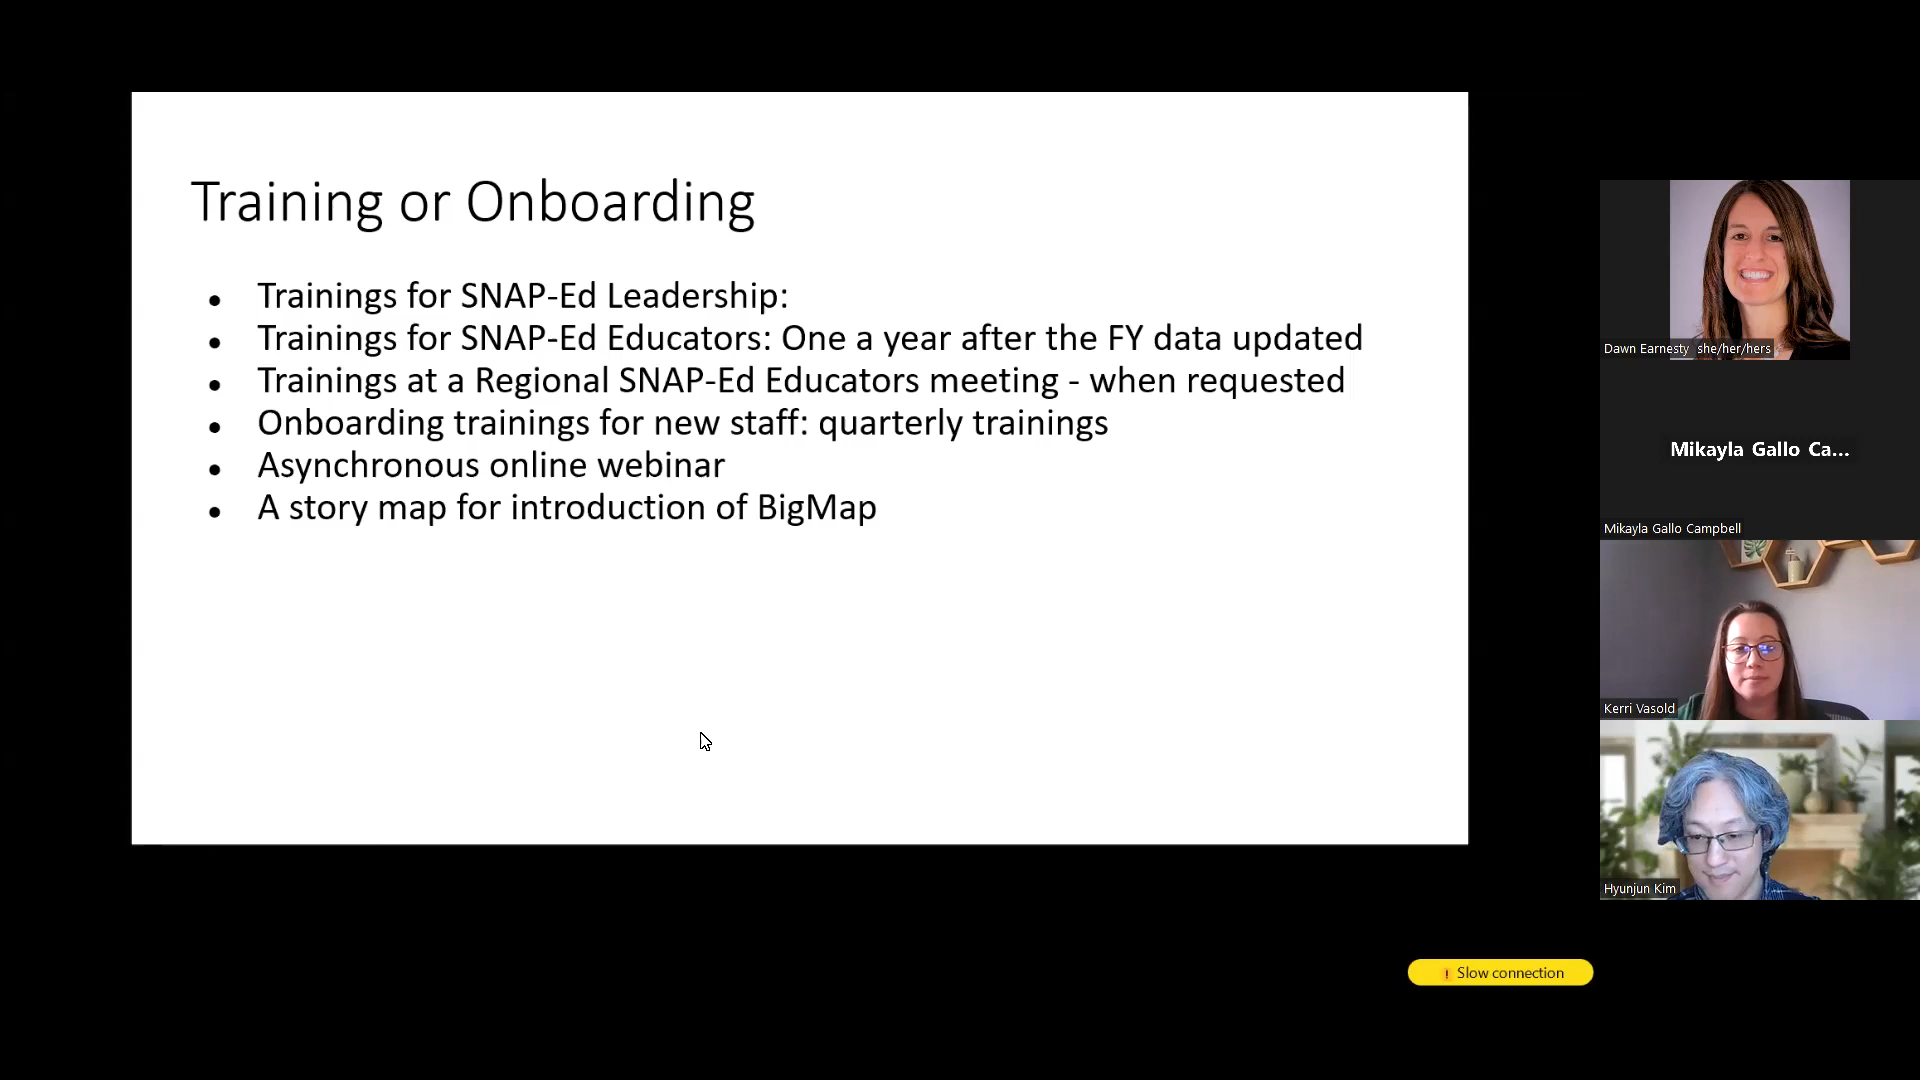 Training or Onboarding
• Trainings for SNAP-Ed Leadership:
• Trainings for SNAP-Ed Educators: One a year after the FY data updated
• Trainings at a Regional SNAP-Ed Educators meeting - when requested
• Onboarding trainings for new staff: quarterly trainings
• Asynchronous online webinar
• A story map for introduction of BigMap
Dawn Earnesty she/her/hers
Mikayla Gallo Ca...
Mikayla Gallo Campbell
Kerri Vasold
Hyunjun Kim
! Slow connection